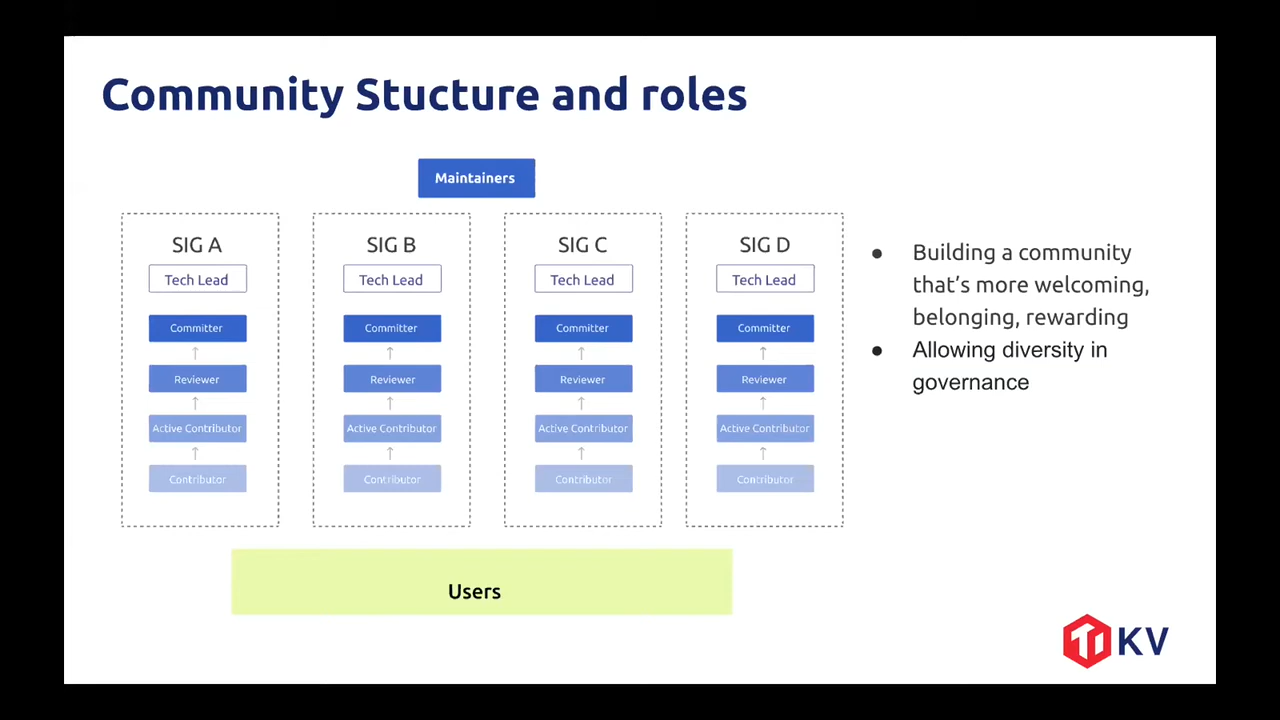 Community Stucture and roles
Maintainers
SIG A
Tech Lead
Committer
Reviewer
Active Contributor
Contributor
SIG B
Tech Lead
Committer
Reviewer
Active Contributor
Contributor
SIG C
Tech Lead
Committer
Reviewer
Active Contributor
Contributor
SIG D
Tech Lead
Committer
Reviewer
Active Contributor
Contributor
Users
● Building a community
that’s more welcoming,
belonging, rewarding
● Allowing diversity in
governance
TiKV